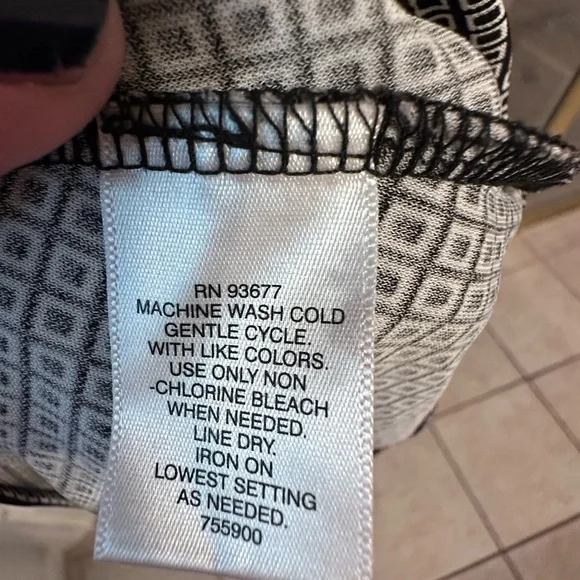 RN 93677
MACHINE WASH COLD
GENTLE CYCLE.
WITH LIKE COLORS.
USE ONLY NON
-CHLORINE BLEACH
WHEN NEEDED.
LINE DRY.
IRON ON
LOWEST SETTING
AS NEEDED.
755900